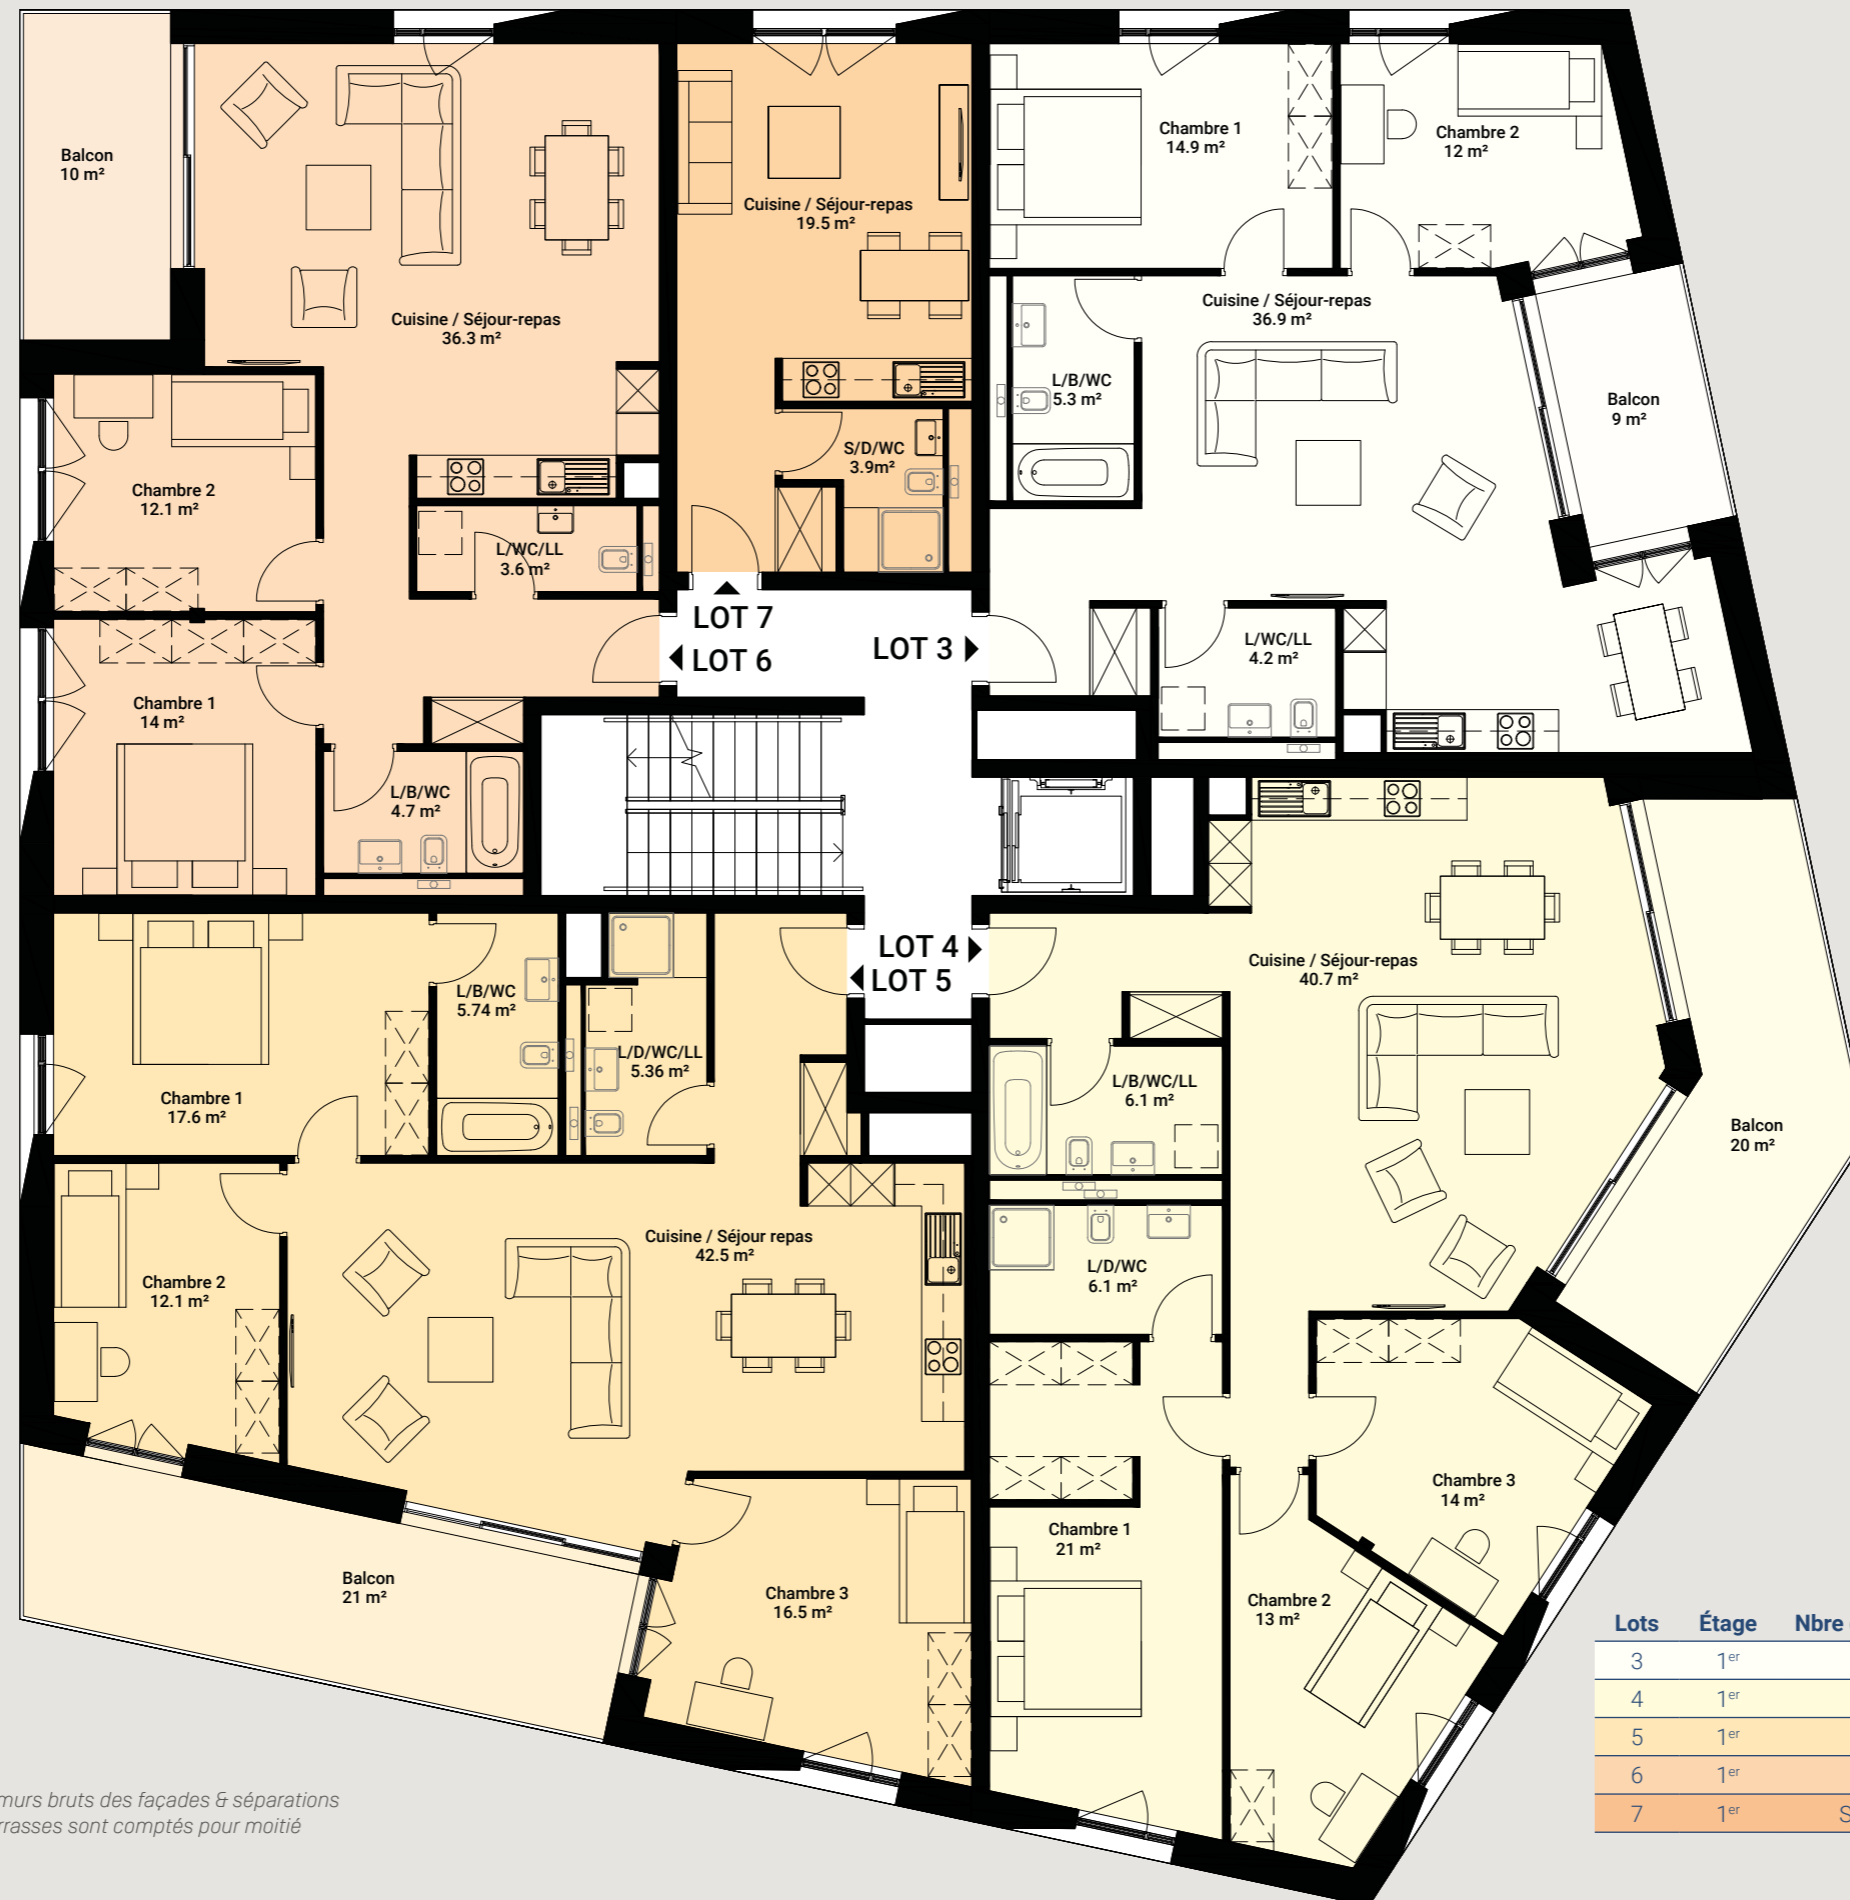 Balcon
10 m²
Cuisine / Séjour-repas
36.3 m²
Chambre 2
12.1 m²
L/WC/LL
3.6 m²
Chambre 1
14 m²
L/B/WC
4.7 m²
Cuisine / Séjour-repas
19.5 m²
S/D/WC
3.9m²
Chambre 1
14.9 m²
Chambre 2
12 m²
Cuisine / Séjour-repas
36.9 m²
L/B/WC
5.3 m²
Balcon
9 m²
L/WC/LL
4.2 m²
LOT 7
LOT 6
LOT 3
LOT 4
LOT 5
Chambre 1
17.6 m²
L/B/WC
5.74 m²
L/D/WC/LL
5.36 m²
Chambre 2
12.1 m²
Cuisine / Séjour repas
42.5 m²
Balcon
21 m²
Chambre 3
16.5 m²
Cuisine / Séjour-repas
40.7 m²
L/B/WC/LL
6.1 m²
L/D/WC
6.1 m²
Balcon
20 m²
Chambre 1
21 m²
Chambre 2
13 m²
Chambre 3
14 m²
Lots Étage Nbre
3 1er
4 1er
5 1er
6 1er
7 1er S
murs bruts des façades & séparations
rrasses sont comptés pour moitié